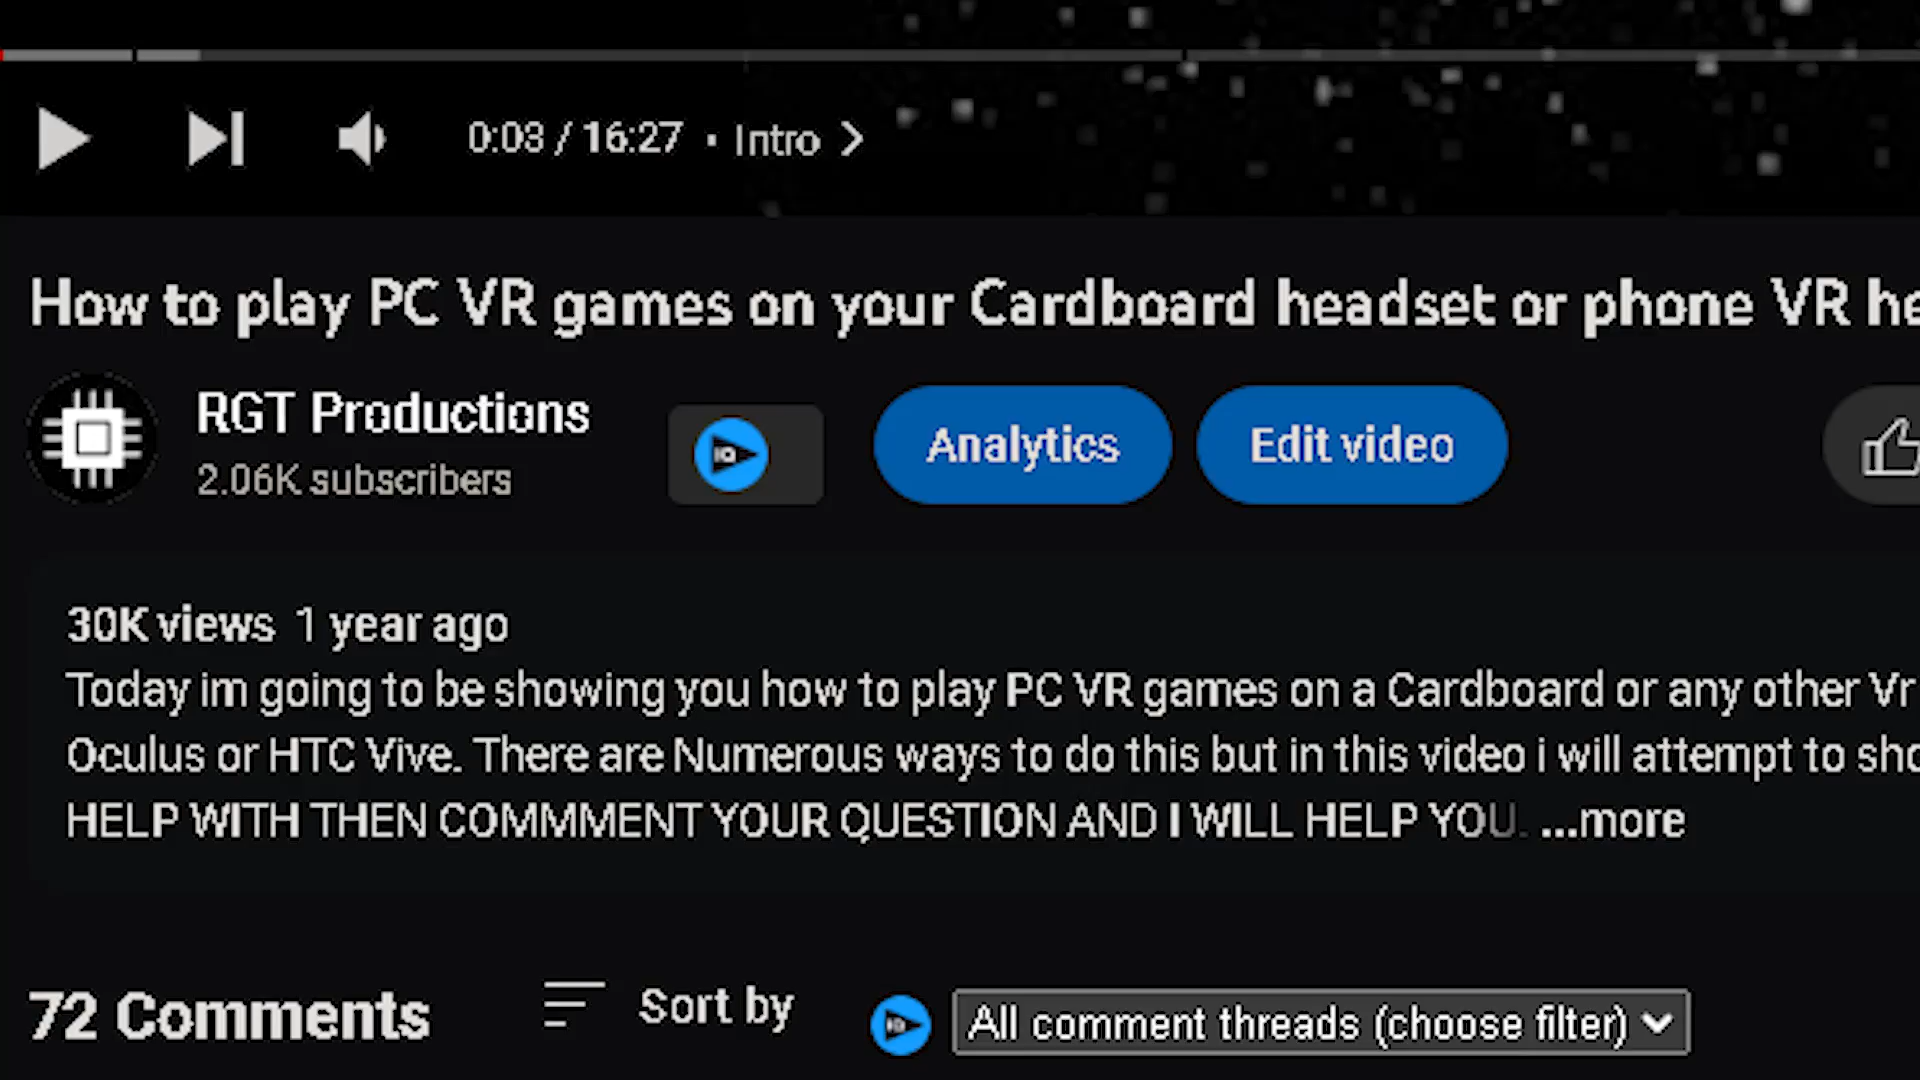 0:03 / 16:27 • Intro
How to play PC VR games on your Cardboard headset or phone VR he
RGT Productions
2.06K subscribers
Analytics
Edit video
30K views 1 year ago
Today im going to be showing you how to play PC VR games on a Cardboard or any other Vr
Oculus or HTC Vive. There are Numerous ways to do this but in this video i will attempt to sho
HELP WITH THEN COMMMENT YOUR QUESTION AND I WILL HELP YOU. ...more
72 Comments
Sort by
All comment threads (choose filter)